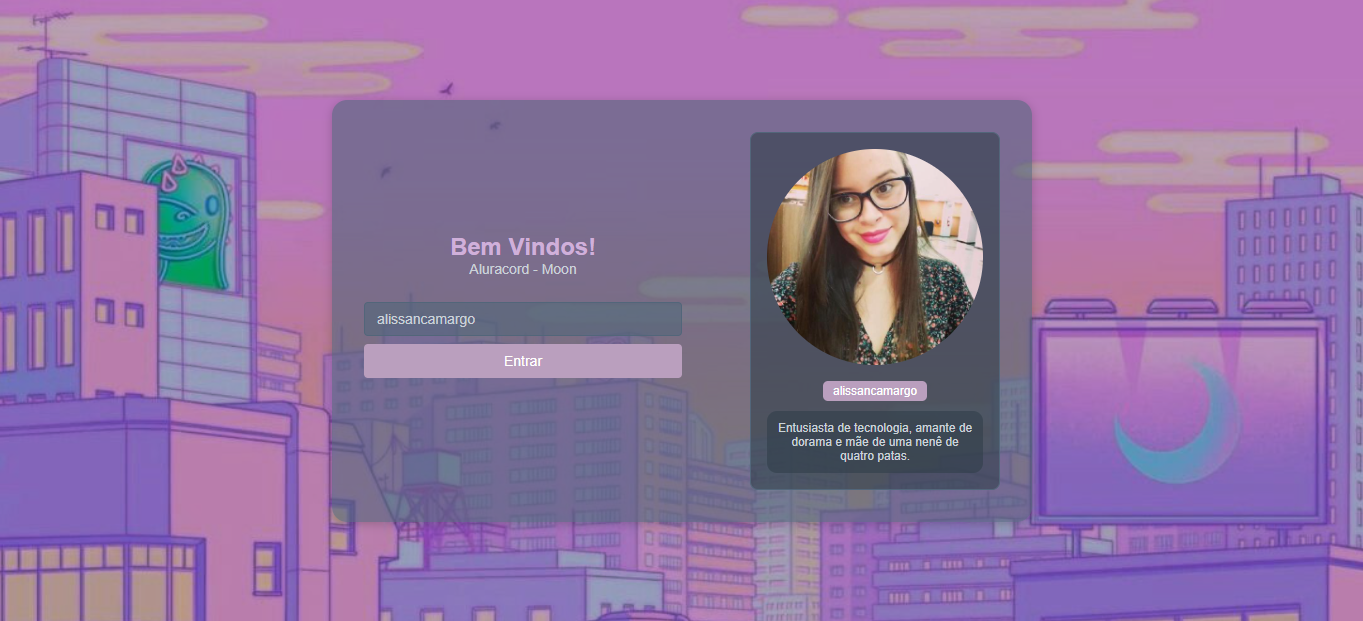 Bem Vindos!
Aluracord - Moon
alissancamargo
Entrar
alissancamargo
Entusiasta de tecnologia, amante de
dorama e mãe de uma nenê de
quatro patas.